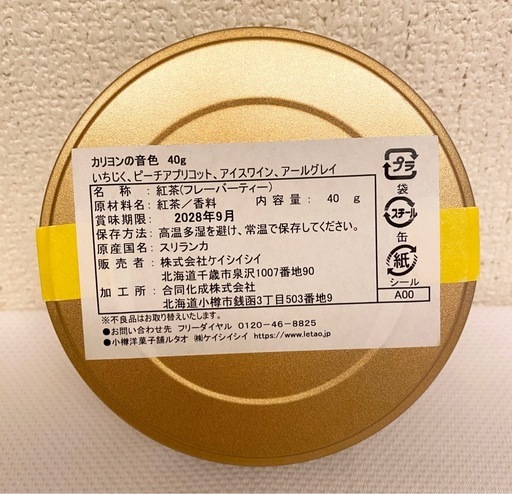 カリヨンの音色　40g
いちじく、ピーチアプリコット、アイスワイン、アールグレイ
名　　称　：紅茶(フレーバーティー)
原材料名：紅茶／香料　　内 容 量：　40　g
賞味期限：　2028年9月
保存方法：高温多湿を避け、常温で保存してください。
原産国名：スリランカ
販 売 者：株式会社ケイシイシイ
北海道千歳市泉沢1007番地90
加 工 所：合同化成株式会社
北海道小樽市銭函3丁目503番地9
※不良品はお取り替えいたします。
●お問い合わせ先　フリーダイヤル　0120-46-8825
●小樽洋菓子舗ルタオ　㈱ケイシイシイ　https://www.letao.jp
プラ
袋
スチール
缶
紙
シール
A00